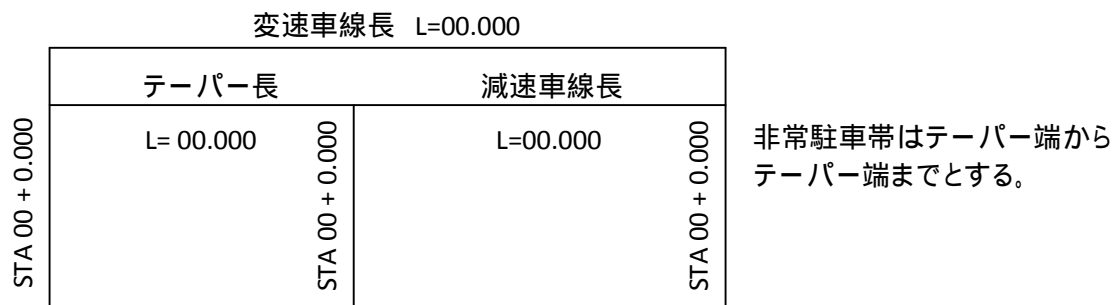 変速車線長 L=00.000
テーパー長
減速車線長
L= 00.000
L=00.000
STA 00 + 0.000
STA 00 + 0.000
STA 00 + 0.000
非常駐車帯はテーパー端から
テーパー端までとする。